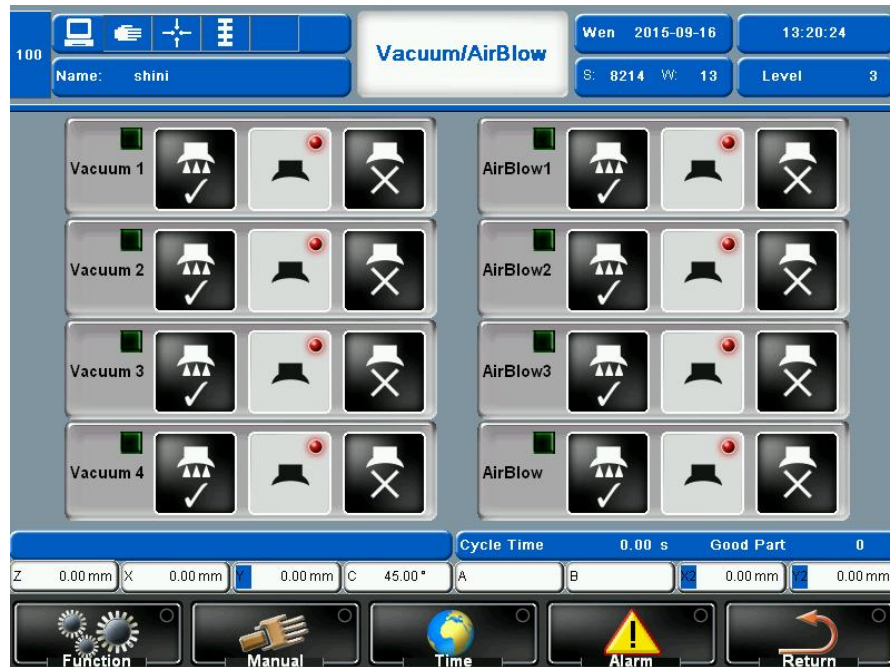 100
Vacuum/AirBlow
Wen 2015-09-16
13:20:24
Name: shini
S: 8214 W: 13
Level 3
Vacuum 1
AirBlow1
Vacuum 2
AirBlow2
Vacuum 3
AirBlow3
Vacuum 4
AirBlow
Cycle Time 0.00 s Good Part 0
Z 0.00 mm X 0.00 mm Y 0.00 mm C 45.00° A B X2 0.00 mm Y2 0.00 mm
Function Manual Time Alarm Return